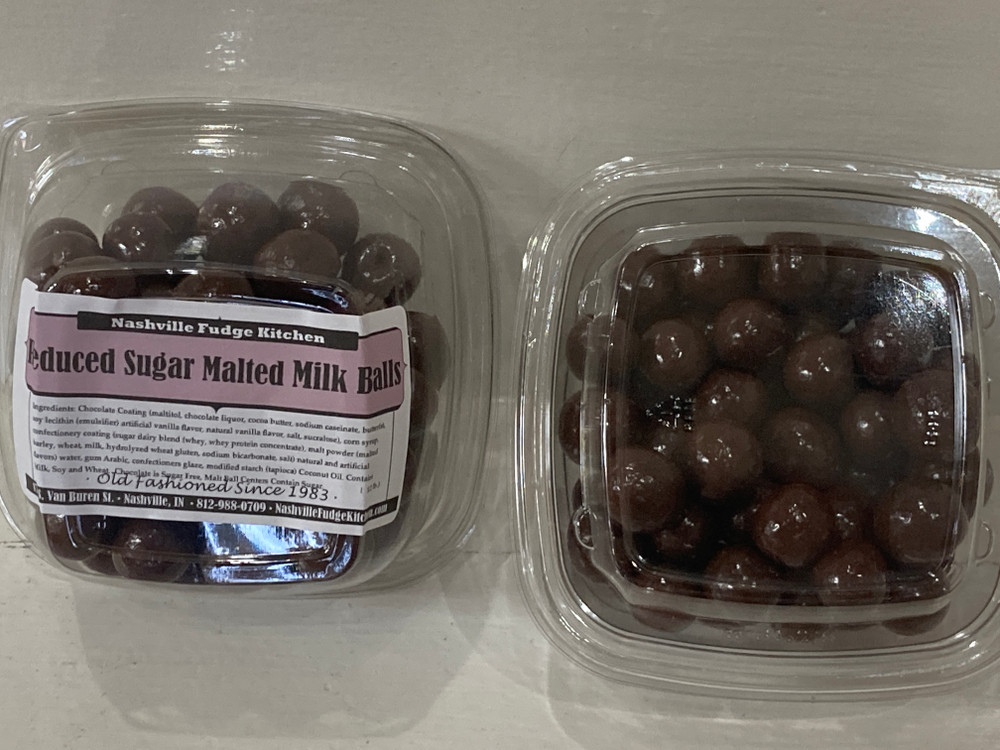 Nashville Fudge Kitchen
Reduced Sugar Malted Milk Balls
Ingredients: Chocolate Coating (maltitol, chocolate liquor, cocoa butter, sodium caseinate, butterfat,
soy lecithin (emulsifier) artificial vanilla flavor, natural vanilla flavor, salt, sucralose), corn syrup,
confectionery coating (sugar dairy blend (whey, whey protein concentrate), malt powder (malted
barley, wheat, milk, hydrolyzed wheat gluten, sodium bicarbonate, salt) natural and artificial
flavors) water, gum Arabic, confectioners glaze, modified starch (tapioca) Coconut Oil. Contains
Milk, Soy and Wheat. Chocolate is Sugar Free, Malt Ball Centers Contain Sugar.
· Old Fashioned Since 1983 ·
Van Buren St. • Nashville, IN • 812-988-0709 • NashvilleFudgeKitchen.com